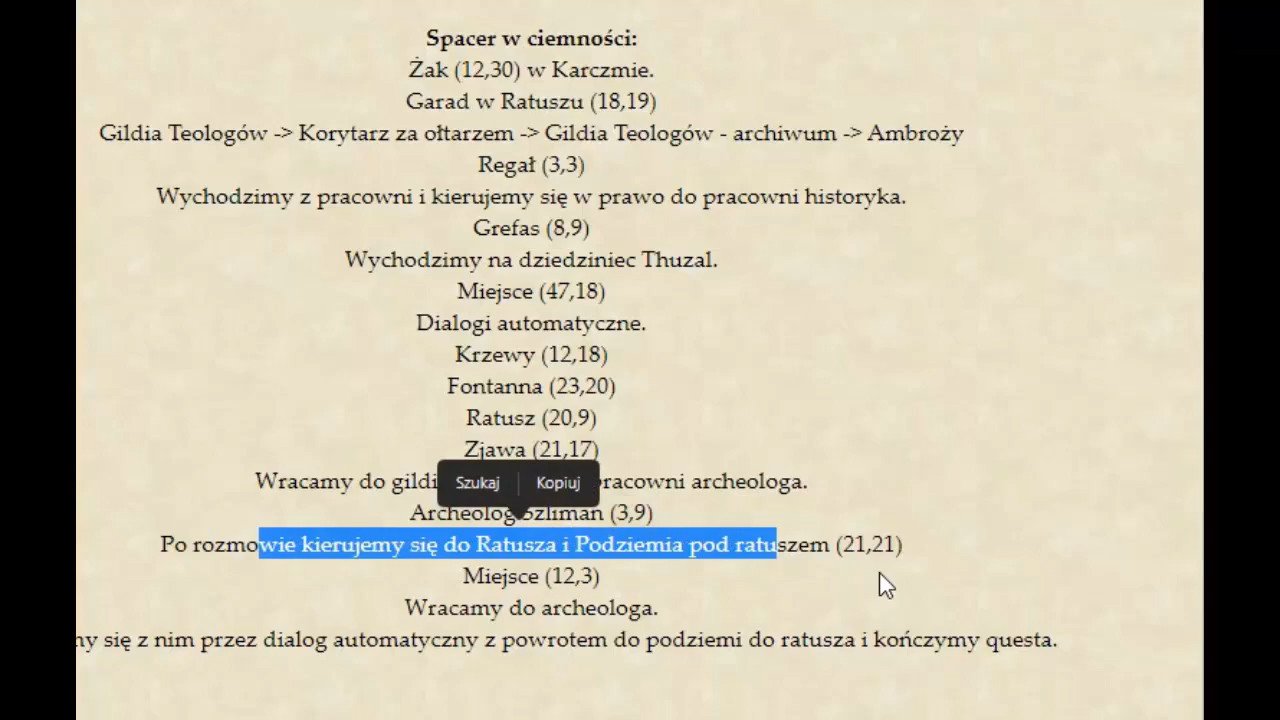 Spacer w ciemności:
Żak (12,30) w Karczmie.
Garad w Ratuszu (18,19)
Gildia Teologów -> Korytarz za ołtarzem -> Gildia Teologów - archiwum -> Ambroży
Regał (3,3)
Wychodzimy z pracowni i kierujemy się w prawo do pracowni historyka.
Grefas (8,9)
Wychodzimy na dziedziniec Thuzal.
Miejsce (47,18)
Dialogi automatyczne.
Krzewy (12,18)
Fontanna (23,20)
Ratusz (20,9)
Zjawa (21,17)
Wracamy do gildi pracowni archeologa.
Szukaj Kopiuj
Archeolog Szliman (3,9)
Po rozmowie kierujemy się do Ratusza i Podziemia pod ratuszem (21,21)
Miejsce (12,3)
Wracamy do archeologa.
się z nim przez dialog automatyczny z powrotem do podziemi do ratusza i kończymy questa.